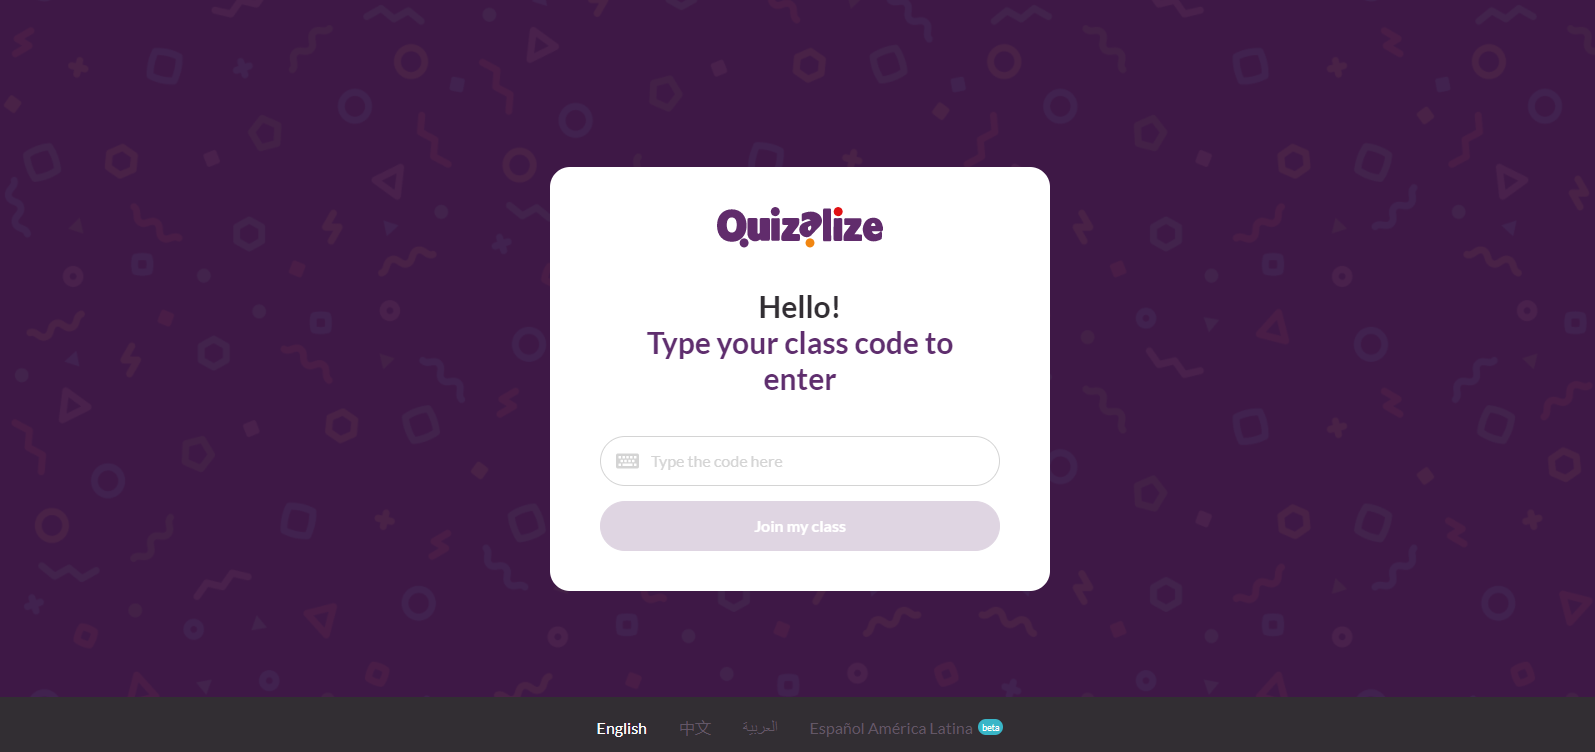 Quizalize
Hello!
Type your class code to
enter
Type the code here
Join my class
English 中文 العربية Español América Latina beta